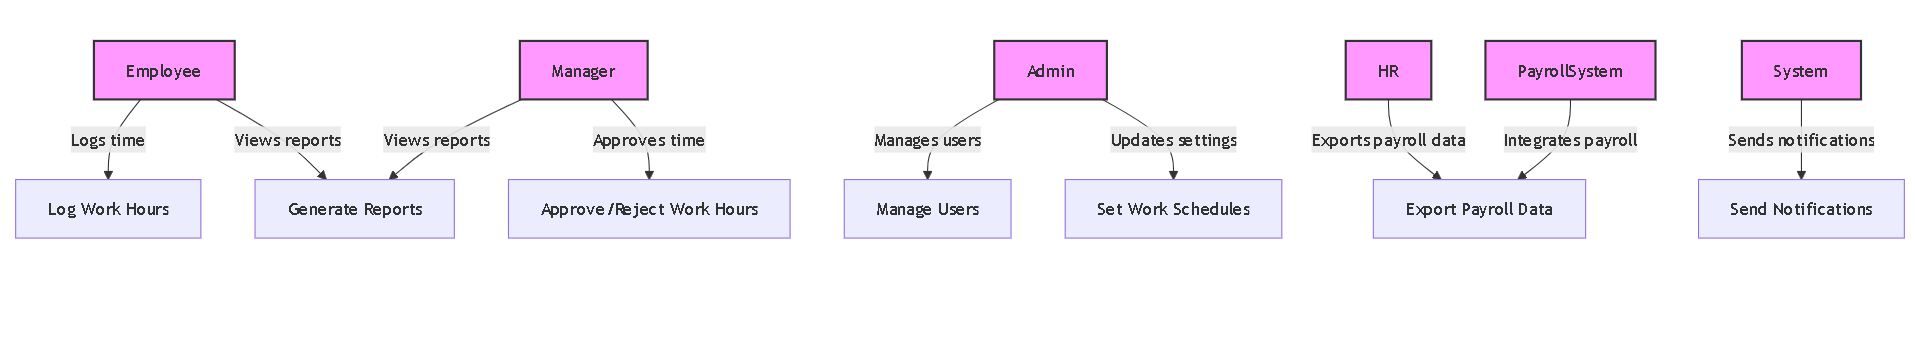 Employee
Manager
Admin
HR
PayrollSystem
System
Logs time
Views reports
Views reports
Approves time
Manages users
Updates settings
Exports payroll data
Integrates payroll
Sends notifications
Log Work Hours
Generate Reports
Approve/Reject Work Hours
Manage Users
Set Work Schedules
Export Payroll Data
Send Notifications